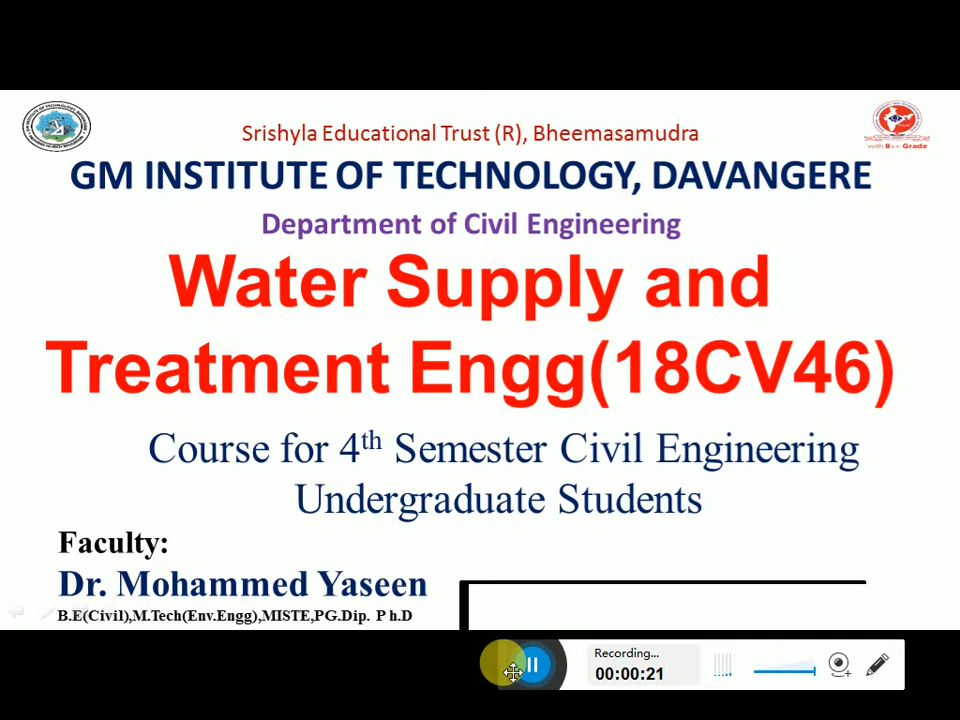 Srishyla Educational Trust (R), Bheemasamudra
GM INSTITUTE OF TECHNOLOGY, DAVANGERE
with B++ Grade
Department of Civil Engineering
Water Supply and
Treatment Engg(18CV46)
Course for 4th Semester Civil Engineering
Undergraduate Students
Faculty:
Dr. Mohammed Yaseen
B.E(Civil),M.Tech(Env.Engg),MISTE,PG.Dip. P h.D
Recording...
00:00:21